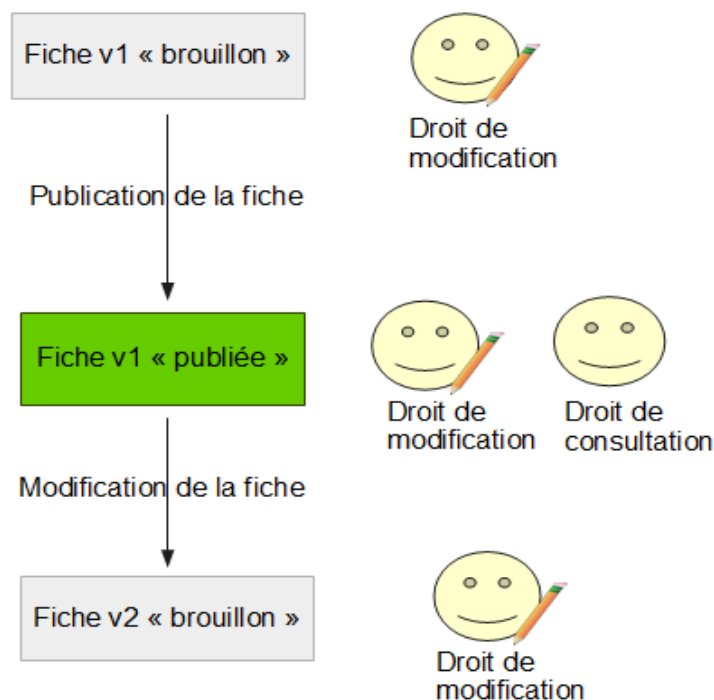 Fiche v1 « brouillon »
Droit de
modification
Publication de la fiche
Fiche v1 « publiée »
Droit de
modification
Droit de
consultation
Modification de la fiche
Fiche v2 « brouillon »
Droit de
modification